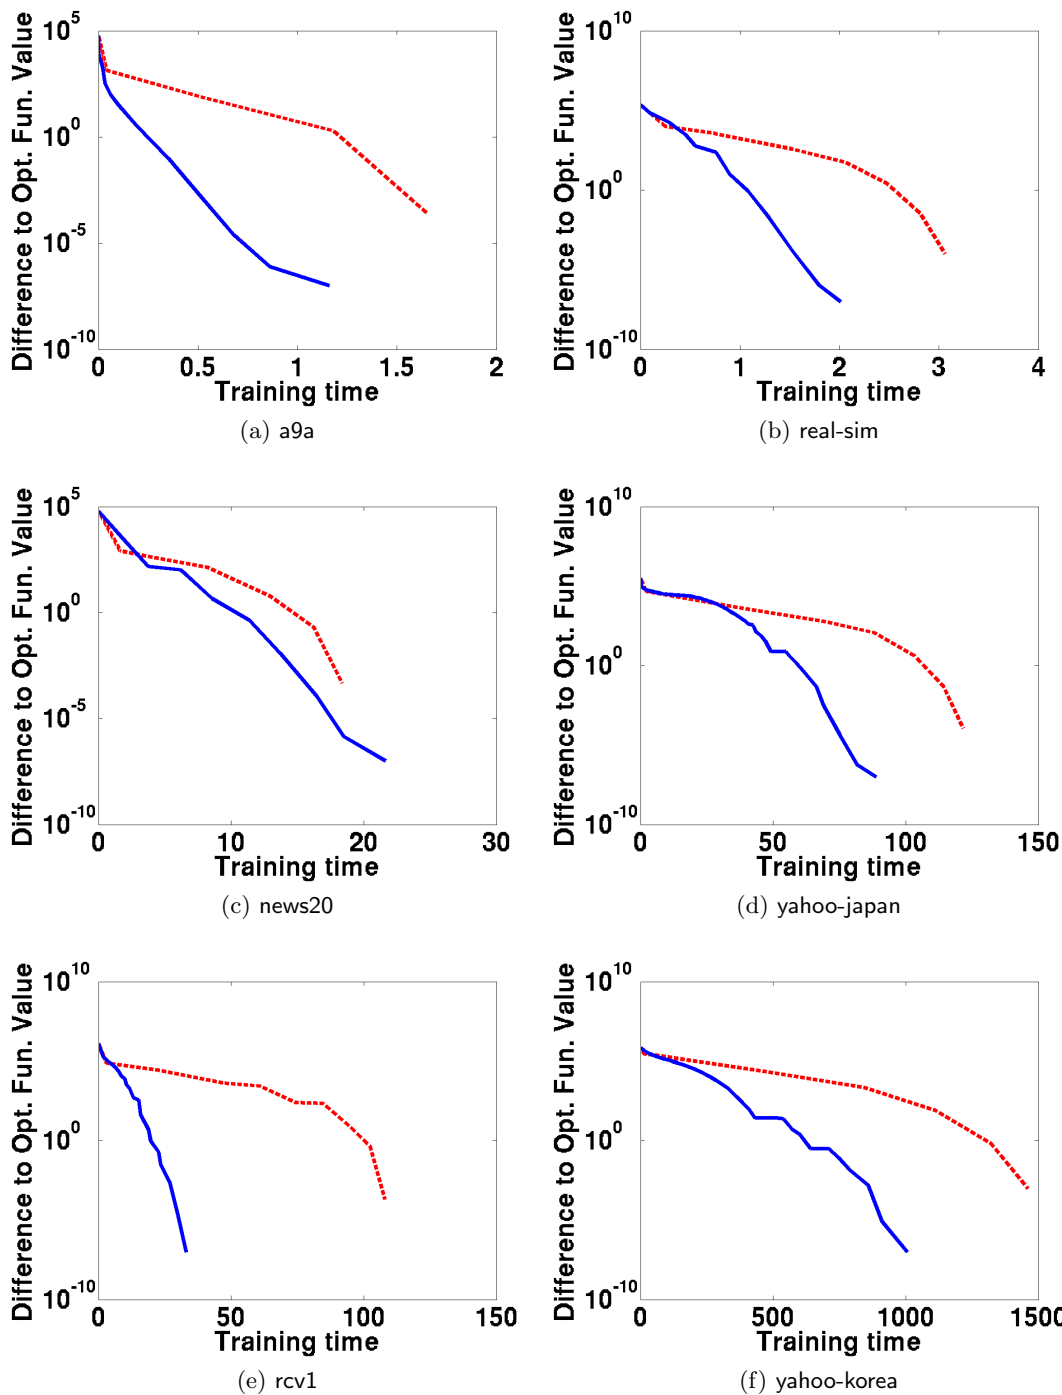 Difference to Opt. Fun. Value
10^5
10^0
10^-5
10^-10
0 0.5 1 1.5 2
Training time
(a) a9a
Difference to Opt. Fun. Value
10^10
10^0
10^-10
0 1 2 3 4
Training time
(b) real-sim
Difference to Opt. Fun. Value
10^5
10^0
10^-5
10^-10
0 10 20 30
Training time
(c) news20
Difference to Opt. Fun. Value
10^10
10^0
10^-10
0 50 100 150
Training time
(d) yahoo-japan
Difference to Opt. Fun. Value
10^10
10^0
10^-10
0 50 100 150
Training time
(e) rcv1
Difference to Opt. Fun. Value
10^10
10^0
10^-10
0 500 1000 1500
Training time
(f) yahoo-korea